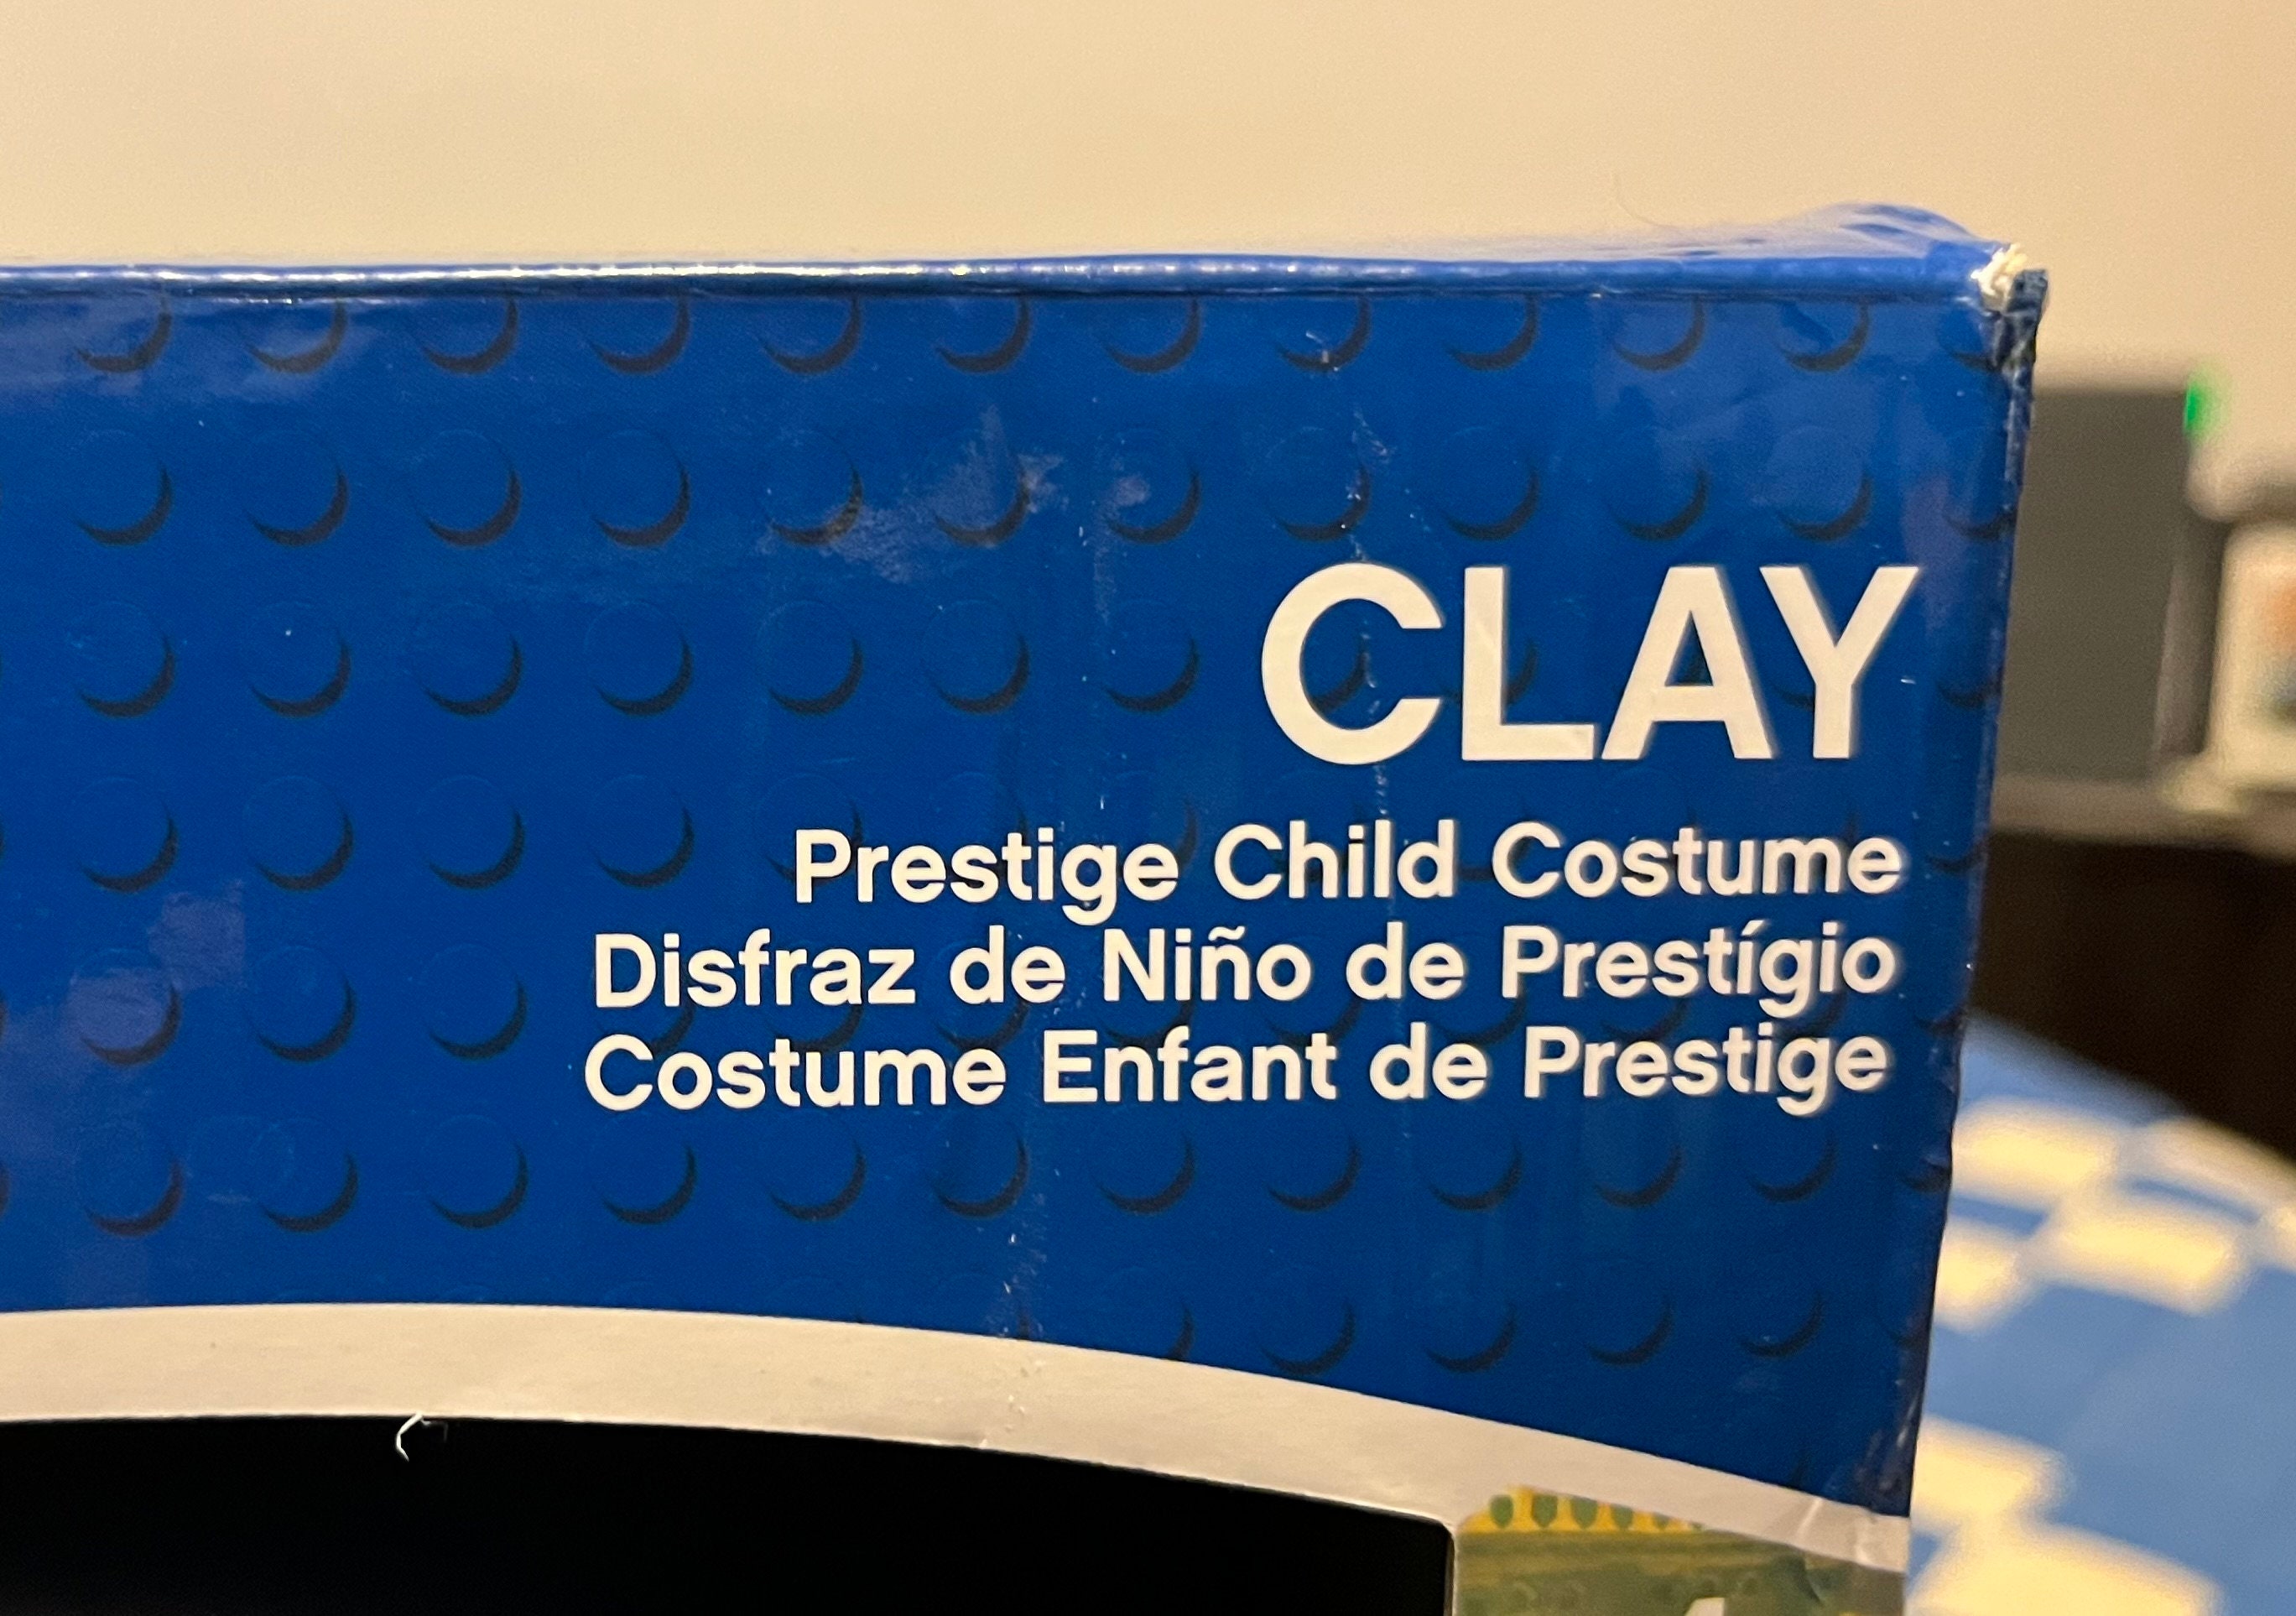 CLAY
Prestige Child Costume
Disfraz de Niño de Prestígio
Costume Enfant de Prestige